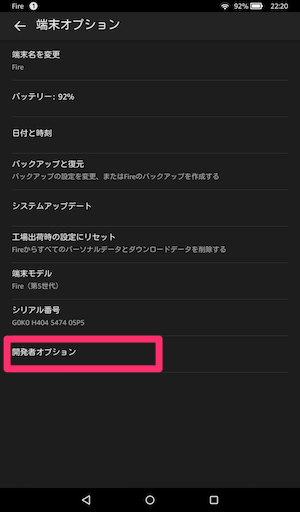 Fire 1 92% 22:20
端末オプション
端末名を変更
Fire
バッテリー: 92%
日付と時刻
バックアップと復元
バックアップの設定を変更、またはFireのバックアップを作成する
システムアップデート
工場出荷時の設定にリセット
Fireからすべてのパーソナルデータとダウンロードデータを削除する
端末モデル
Fire（第5世代）
シリアル番号
G0K0 H404 5474 05P5
開発者オプション